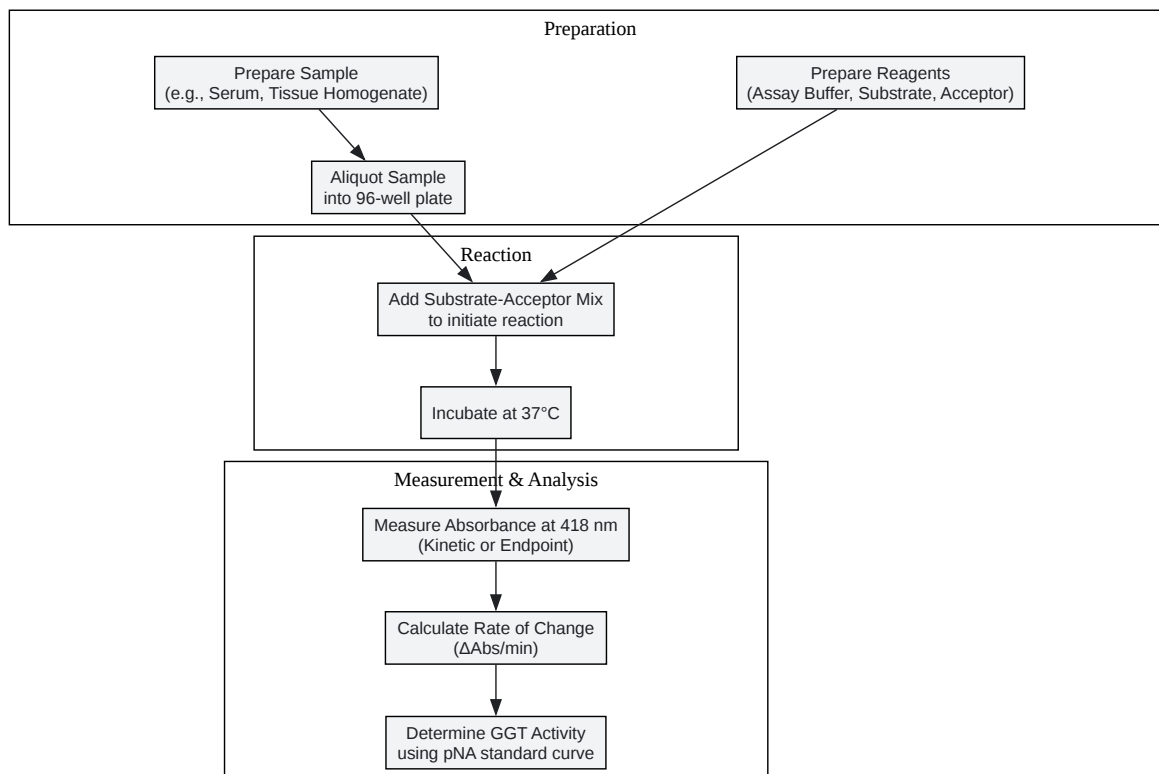 Preparation
Prepare Sample
(e.g., Serum, Tissue Homogenate)
Prepare Reagents
(Assay Buffer, Substrate, Acceptor)
Aliquot Sample
into 96-well plate
Reaction
Add Substrate-Acceptor Mix
to initiate reaction
Incubate at 37°C
Measurement & Analysis
Measure Absorbance at 418 nm
(Kinetic or Endpoint)
Calculate Rate of Change
(ΔAbs/min)
Determine GGT Activity
using pNA standard curve